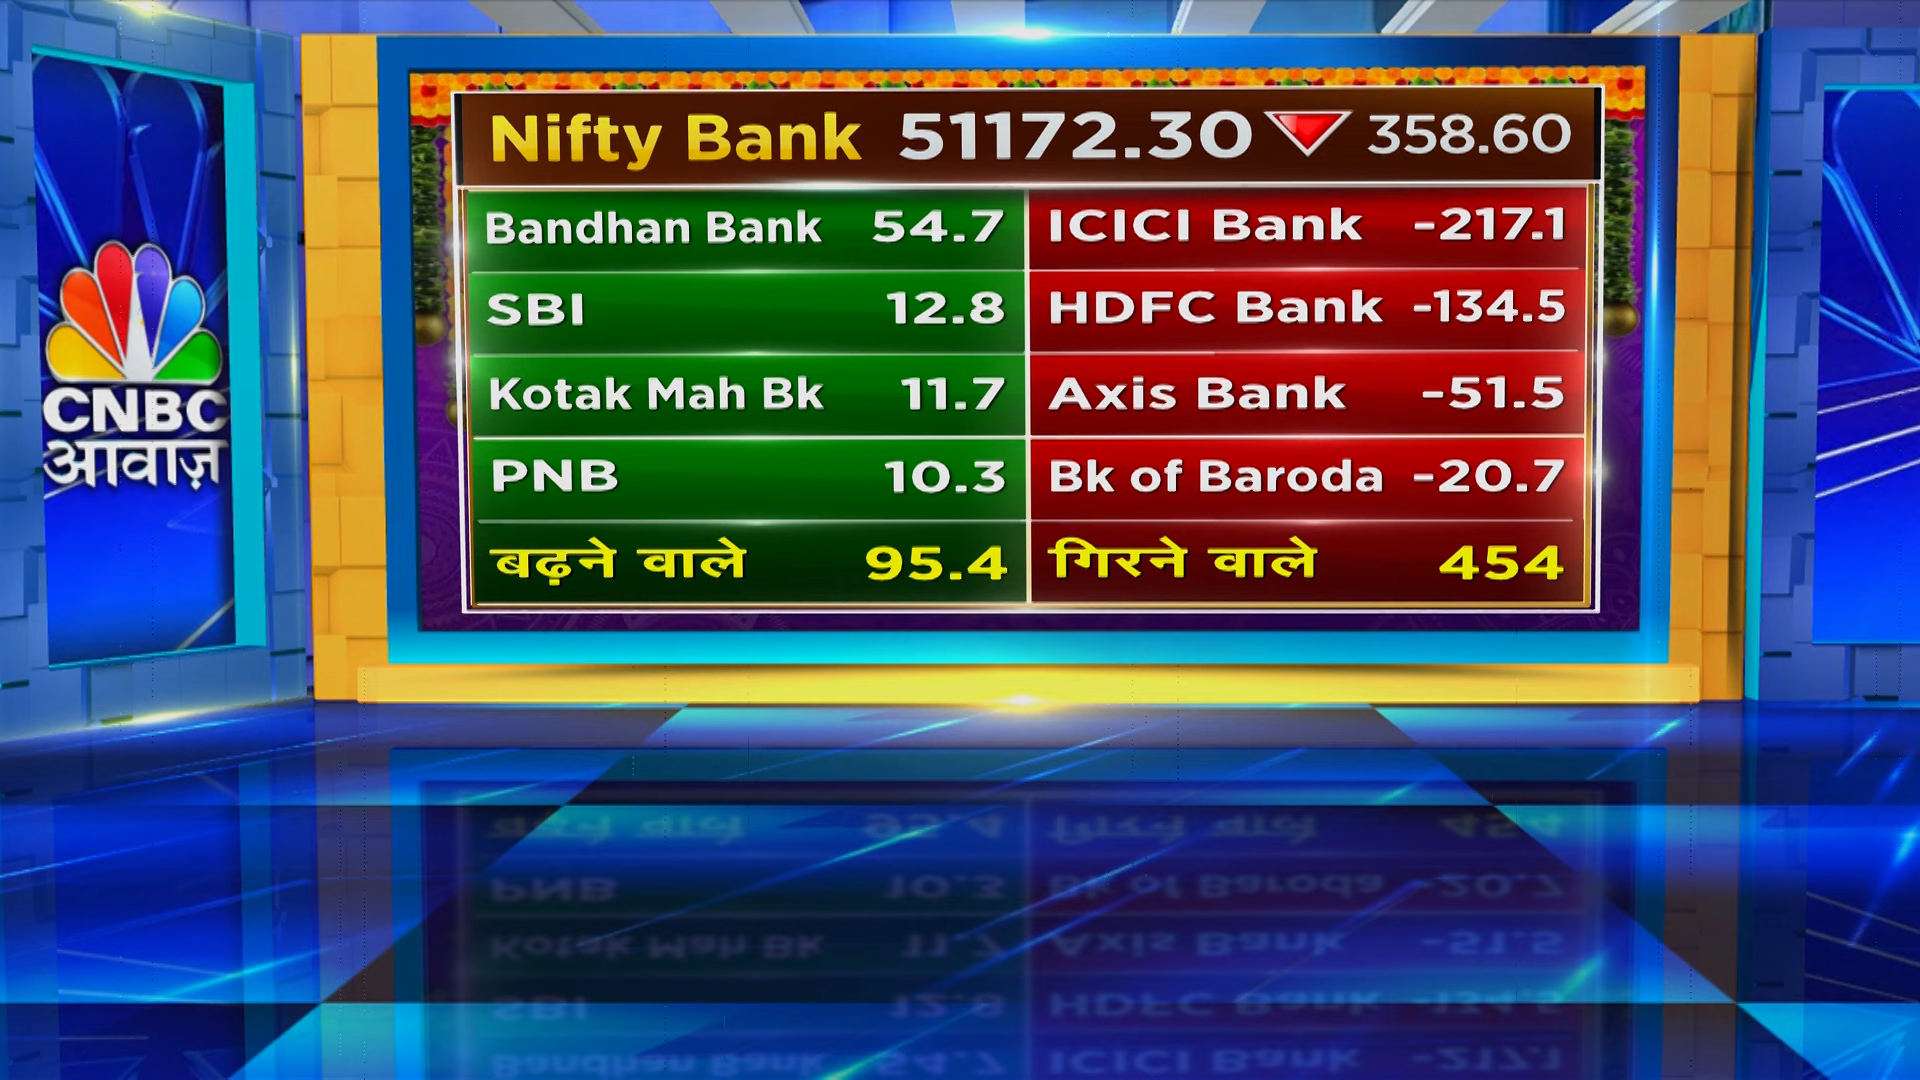 Nifty Bank 51172.30 358.60
Bandhan Bank 54.7 ICICI Bank -217.1
SBI 12.8 HDFC Bank -134.5
Kotak Mah Bk 11.7 Axis Bank -51.5
PNB 10.3 Bk of Baroda -20.7
बढ़ने वाले 95.4 गिरने वाले 454
CNBC
आवाज़